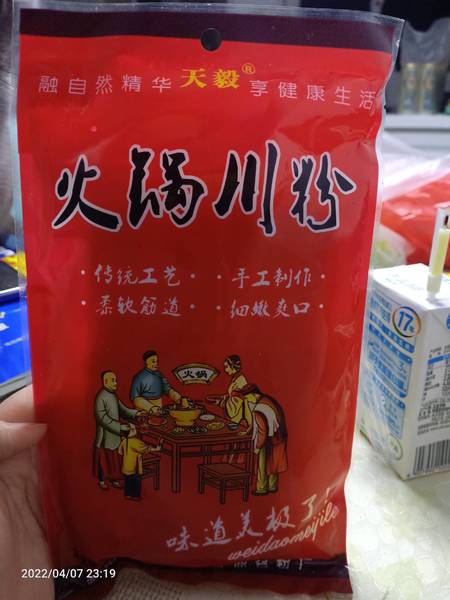 融自然精华 天毅® 享健康生活
火锅川粉
·传统工艺· ·手工制作·
·柔软筋道· ·细嫩爽口·
火锅
味道美极了!
weidaomeijile
17
2022/04/07 23:19